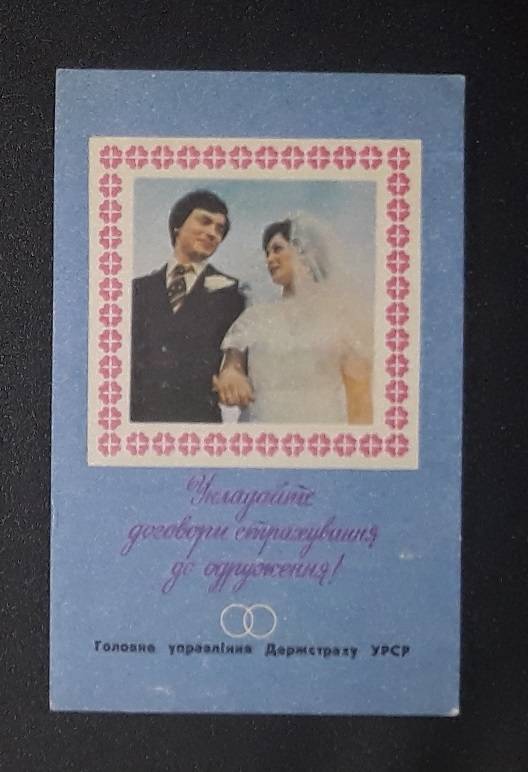 Укладайте
договори страхування
до одруження!
Головне управління Держстраху УРСР